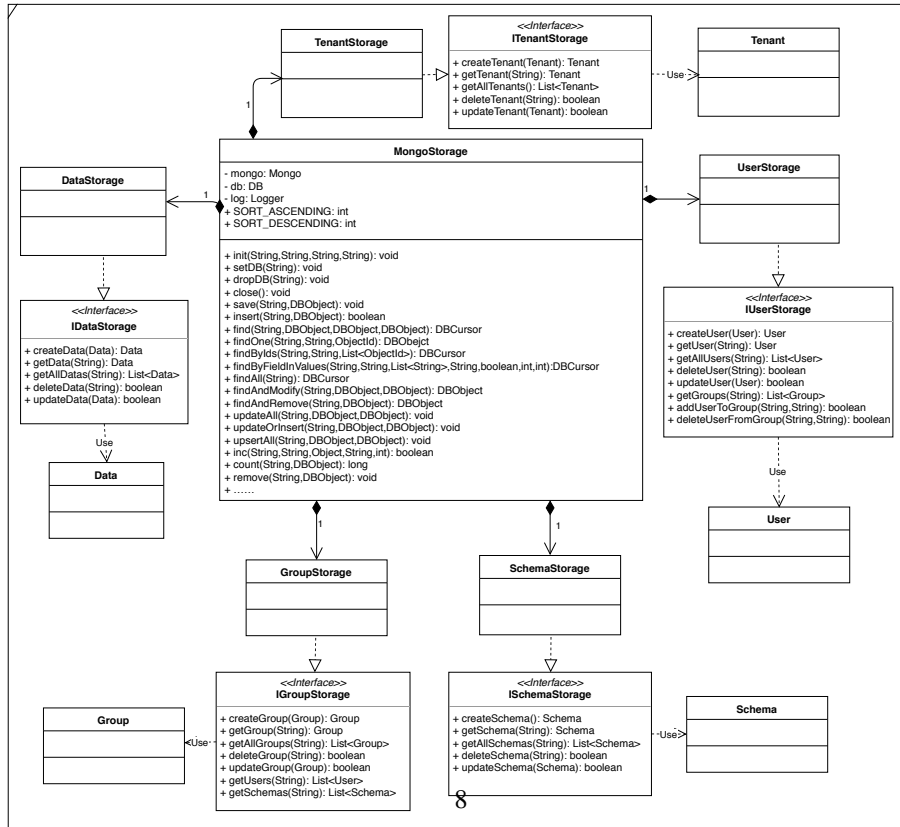 TenantStorage
<<Interface>>
ITenantStorage
+ createTenant(Tenant): Tenant
+ getTenant(String): Tenant
+ getAllTenants(): List<Tenant>
+ deleteTenant(String): boolean
+ updateTenant(Tenant): boolean
Use
Tenant
1
MongoStorage
- mongo: Mongo
- db: DB
- log: Logger
+ SORT_ASCENDING: int
+ SORT_DESCENDING: int
+ init(String,String,String,String): void
+ setDB(String): void
+ dropDB(String): void
+ close(): void
+ save(String,DBObject): void
+ insert(String,DBObject): boolean
+ find(String,DBObject,DBObject,DBObject): DBCursor
+ findOne(String,String,ObjectId): DBObejct
+ findByIds(String,String,List<ObjectId>): DBCursor
+ findByFieldInValues(String,String,List<String>,String,boolean,int,int):DBCursor
+ findAll(String): DBCursor
+ findAndModify(String,DBObject,DBObject): DBObject
+ findAndRemove(String,DBObject): DBObject
+ updateAll(String,DBObject,DBObject): void
+ updateOrInsert(String,DBObject,DBObject): void
+ upsertAll(String,DBObject,DBObject): void
+ inc(String,String,Object,String,int): boolean
+ count(String,DBObject): long
+ remove(String,DBObject): void
+ ......
DataStorage
1
<<Interface>>
IDataStorage
+ createData(Data): Data
+ getData(String): Data
+ getAllDatas(String): List<Data>
+ deleteData(String): boolean
+ updateData(Data): boolean
Use
Data
1
UserStorage
<<Interface>>
IUserStorage
+ createUser(User): User
+ getUser(String): User
+ getAllUsers(String): List<User>
+ deleteUser(String): boolean
+ updateUser(User): boolean
+ getGroups(String): List<Group>
+ addUserToGroup(String,String): boolean
+ deleteUserFromGroup(String,String): boolean
Use
User
1
GroupStorage
<<Interface>>
IGroupStorage
+ createGroup(Group): Group
+ getGroup(String): Group
+ getAllGroups(String): List<Group>
+ deleteGroup(String): boolean
+ updateGroup(Group): boolean
+ getUsers(String): List<User>
+ getSchemas(String): List<Schema>
Use
Group
1
SchemaStorage
<<Interface>>
ISchemaStorage
+ createSchema(): Schema
+ getSchema(String): Schema
+ getAllSchemas(String): List<Schema>
+ deleteSchema(String): boolean
+ updateSchema(Schema): boolean
Use
Schema
8